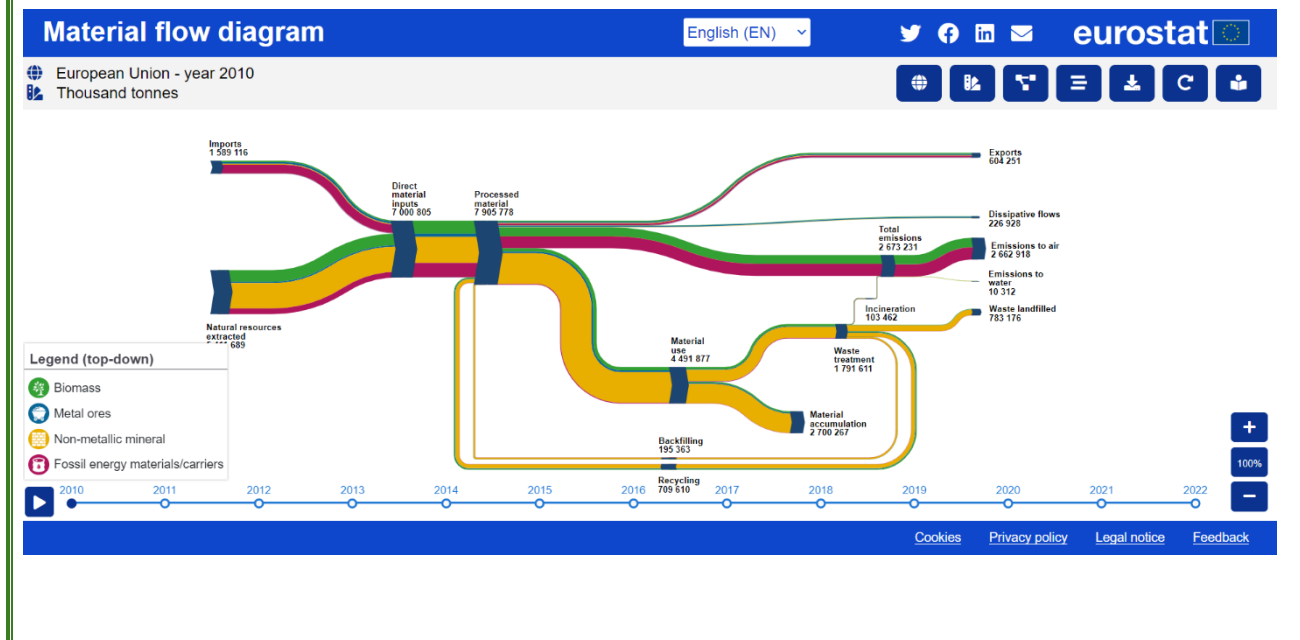 Material flow diagram
English (EN)
eurostat
European Union - year 2010
Thousand tonnes
Imports
1 589 116
Direct
material
inputs
7 000 805
Processed
material
7 905 778
Exports
604 251
Dissipative flows
226 928
Total
emissions
2 673 231
Emissions to air
2 662 918
Emissions to
water
10 312
Incineration
103 462
Waste landfilled
783 176
Natural resources
extracted
689
Material
use
4 491 877
Waste
treatment
1 791 611
Material
accumulation
2 700 267
Backfilling
195 363
Recycling
709 610
Legend (top-down)
Biomass
Metal ores
Non-metallic mineral
Fossil energy materials/carriers
+
100%
−
2010 2011 2012 2013 2014 2015 2016 2017 2018 2019 2020 2021 2022
Cookies Privacy policy Legal notice Feedback